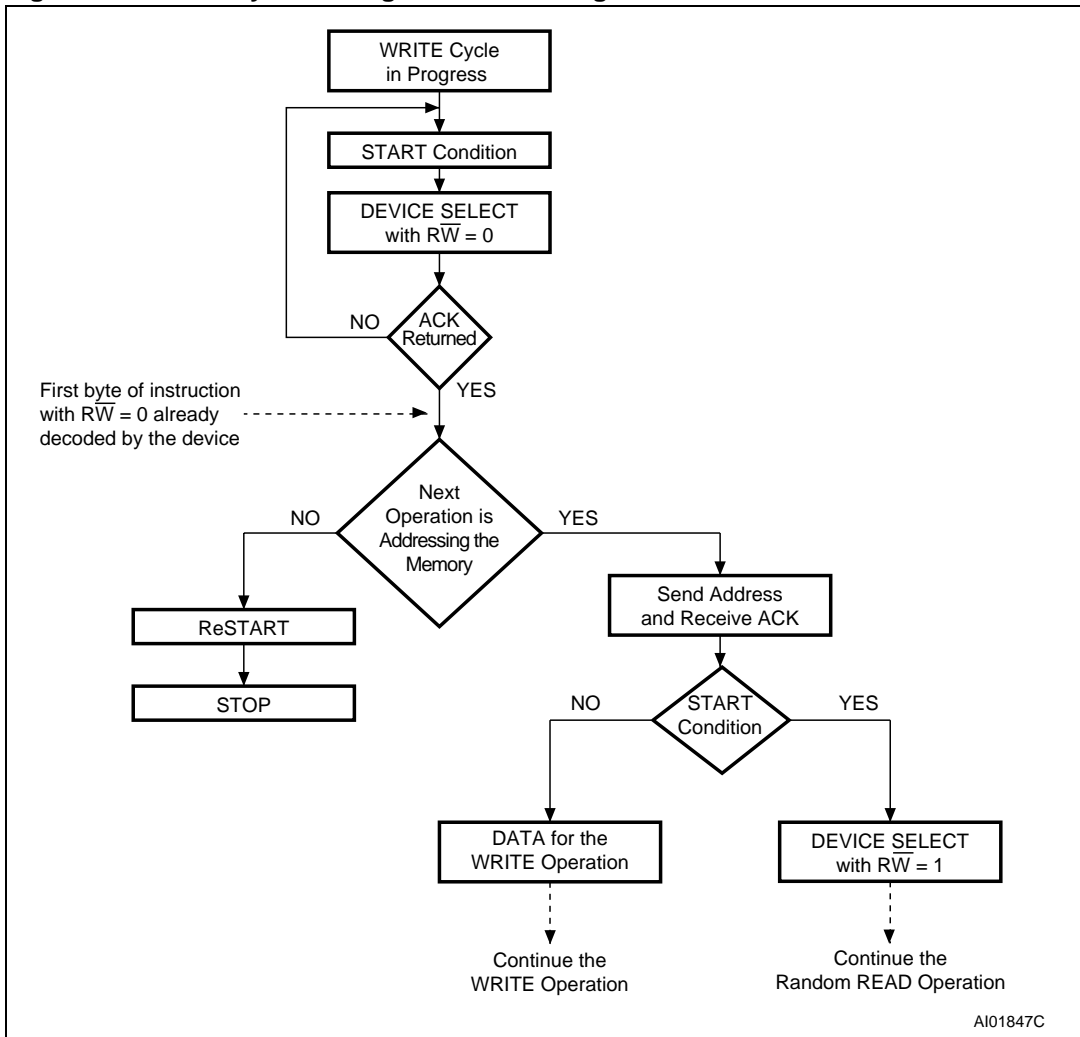 WRITE Cycle
in Progress
START Condition
DEVICE SELECT
with RW̅ = 0
NO
ACK
Returned
YES
First byte of instruction
with RW̅ = 0 already
decoded by the device
Next
Operation is
Addressing the
Memory
NO
YES
ReSTART
STOP
Send Address
and Receive ACK
START
Condition
NO
YES
DATA for the
WRITE Operation
DEVICE SELECT
with RW̅ = 1
Continue the
WRITE Operation
Continue the
Random READ Operation
AI01847C